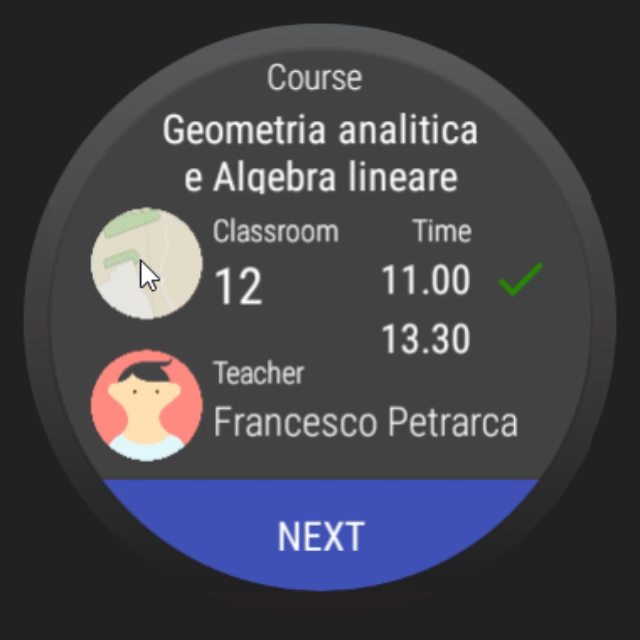 Course
Geometria analitica
e Algebra lineare
Classroom
Time
12
11.00
13.30
Teacher
Francesco Petrarca
NEXT